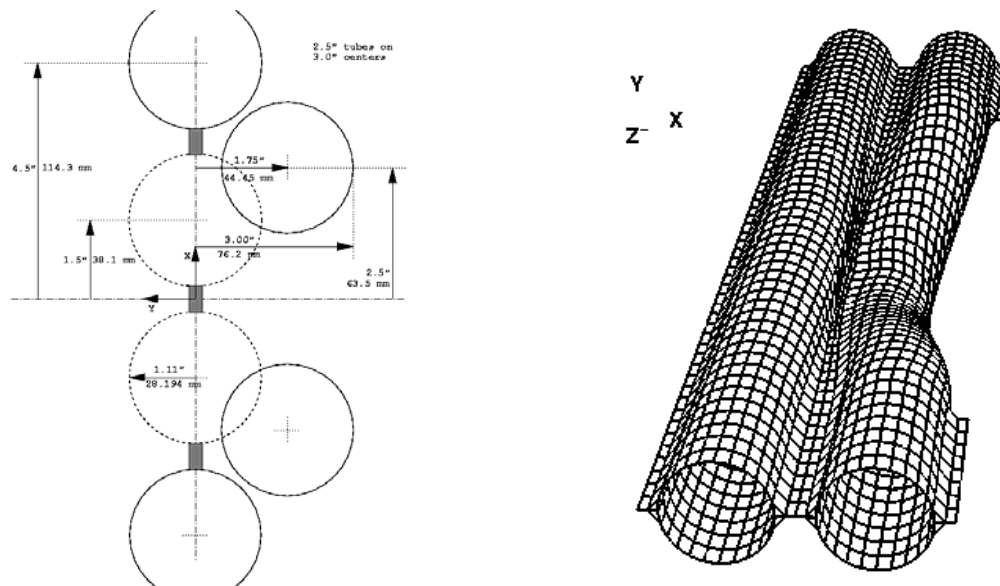 2.5" tubes on
3.0" centers
4.5" 114.3 mm
1.75"
44.45 mm
3.00"
76.2 mm
1.5" 38.1 mm
X
2.5"
63.5 mm
Y
1.11"
28.194 mm
Y
X
Z